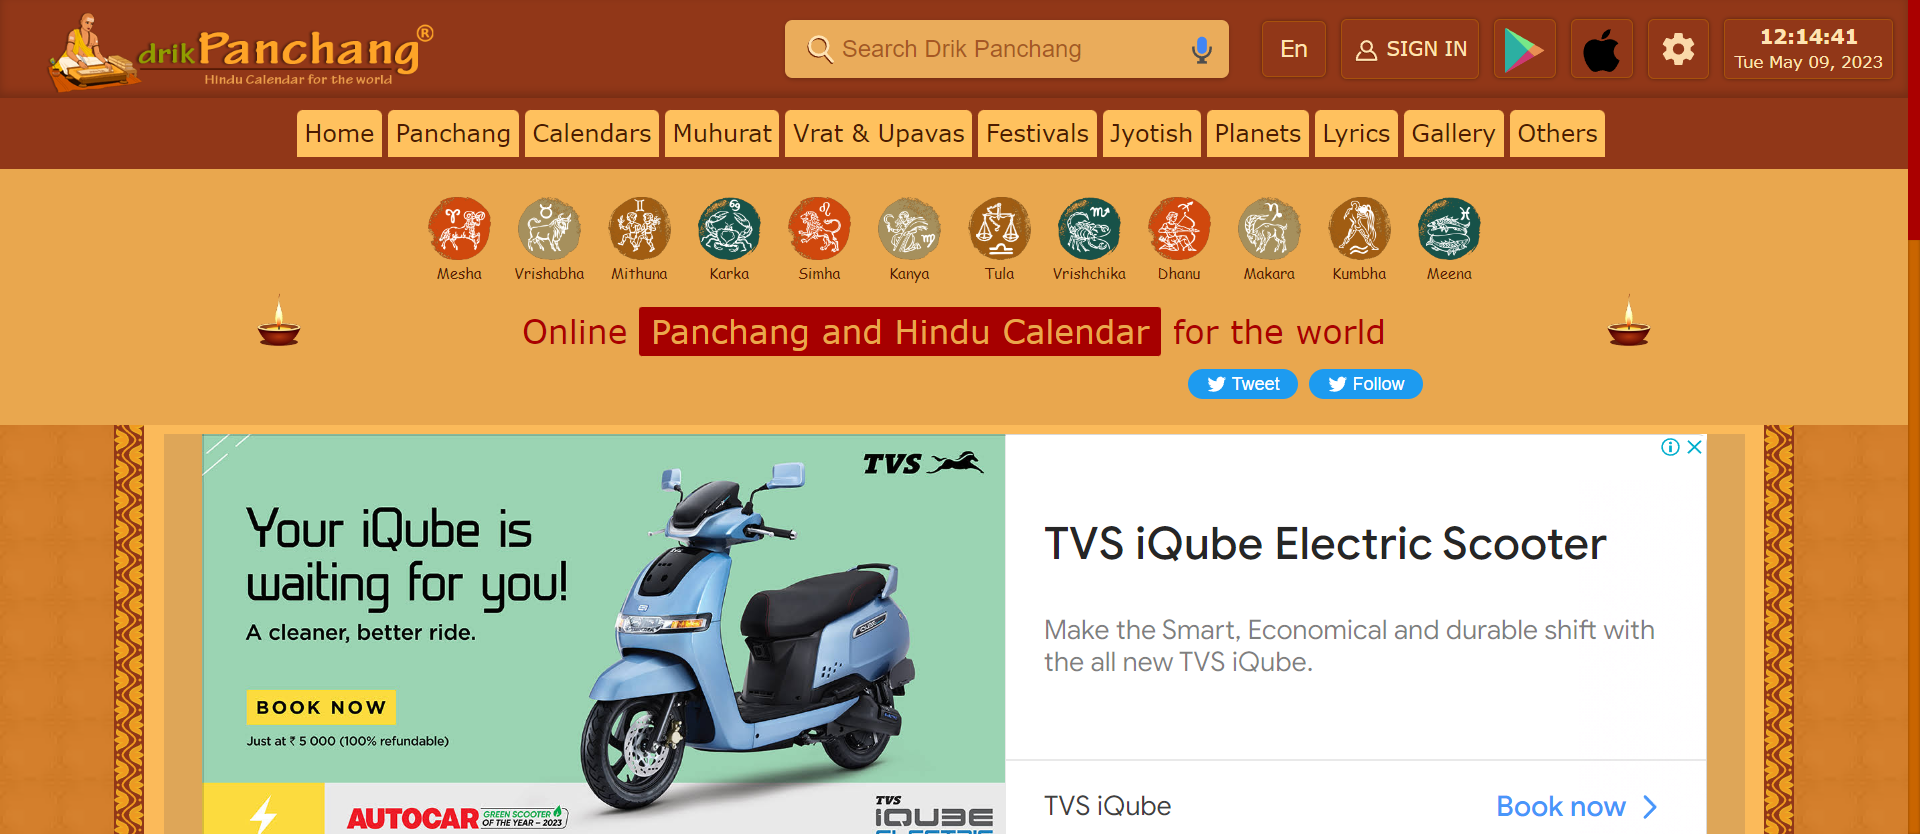 drikPanchang®
Hindu Calendar for the world
Search Drik Panchang
En
SIGN IN
12:14:41
Tue May 09, 2023
Home Panchang Calendars Muhurat Vrat & Upavas Festivals Jyotish Planets Lyrics Gallery Others
Mesha Vrishabha Mithuna Karka Simha Kanya Tula Vrishchika Dhanu Makara Kumbha Meena
Online Panchang and Hindu Calendar for the world
Tweet Follow
TVS
Your iQube is
waiting for you!
A cleaner, better ride.
BOOK NOW
Just at ₹ 5 000 (100% refundable)
AUTOCAR GREEN SCOOTER
OF THE YEAR – 2023
TVS
iQUBE
ELECTRIC
TVS iQube Electric Scooter
Make the Smart, Economical and durable shift with
the all new TVS iQube.
TVS iQube
Book now